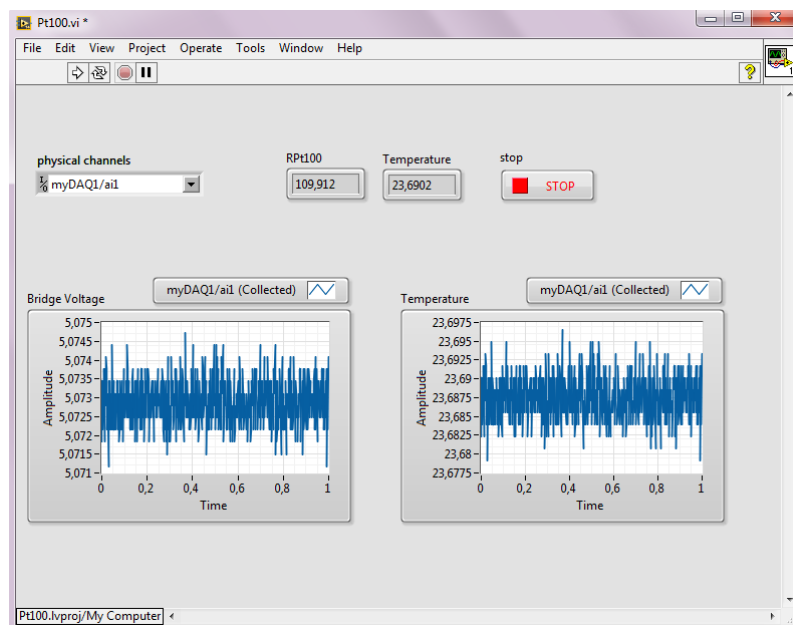 Pt100.vi *
File Edit View Project Operate Tools Window Help
1
physical channels
I/O myDAQ1/ai1
RPt100
109,912
Temperature
23,6902
stop
STOP
Bridge Voltage
myDAQ1/ai1 (Collected)
5,075
5,0745
5,074
5,0735
5,073
5,0725
5,072
5,0715
5,071
Amplitude
0 0,2 0,4 0,6 0,8 1
Time
Temperature
myDAQ1/ai1 (Collected)
23,6975
23,695
23,6925
23,69
23,6875
23,685
23,6825
23,68
23,6775
Amplitude
0 0,2 0,4 0,6 0,8 1
Time
Pt100.lvproj/My Computer